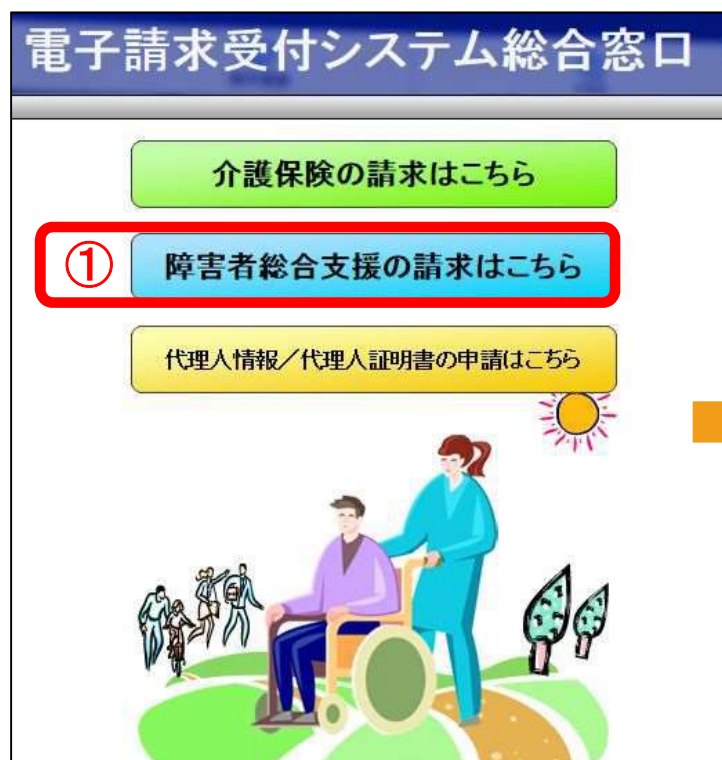 電子請求受付システム総合窓口
介護保険の請求はこちら
① 障害者総合支援の請求はこちら
代理人情報／代理人証明書の申請はこちら